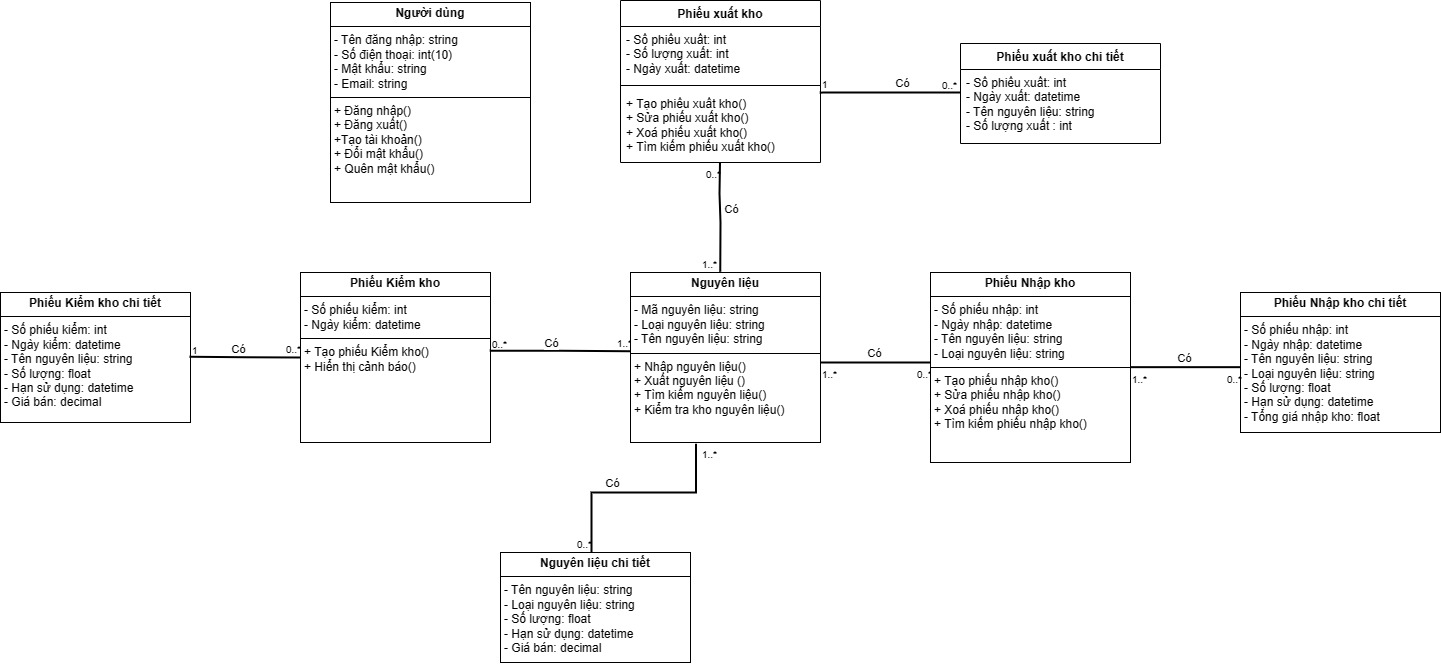 Người dùng
- Tên đăng nhập: string
- Số điện thoại: int(10)
- Mật khẩu: string
- Email: string
+ Đăng nhập()
+ Đăng xuất()
+Tạo tài khoản()
+ Đổi mật khẩu()
+ Quên mật khẩu()
Phiếu xuất kho
- Số phiếu xuất: int
- Số lượng xuất: int
- Ngày xuất: datetime
+ Tạo phiếu xuất kho()
+ Sửa phiếu xuất kho()
+ Xoá phiếu xuất kho()
+ Tìm kiếm phiếu xuất kho()
1
Có
0..*
Phiếu xuất kho chi tiết
- Số phiếu xuất: int
- Ngày xuất: datetime
- Tên nguyên liệu: string
- Số lượng xuất : int
0..*
Có
1..*
Phiếu Kiểm kho chi tiết
- Số phiếu kiểm: int
- Ngày kiểm: datetime
- Tên nguyên liệu: string
- Số lượng: float
- Hạn sử dụng: datetime
- Giá bán: decimal
1
Có
0..*
Phiếu Kiểm kho
- Số phiếu kiểm: int
- Ngày kiểm: datetime
+ Tạo phiếu Kiểm kho()
+ Hiển thị cảnh báo()
0..*
Có
1..*
Nguyên liệu
- Mã nguyên liệu: string
- Loại nguyên liệu: string
- Tên nguyên liệu: string
+ Nhập nguyên liệu()
+ Xuất nguyên liệu ()
+ Tìm kiếm nguyên liệu()
+ Kiểm tra kho nguyên liệu()
1..*
Có
0..*
Phiếu Nhập kho
- Số phiếu nhập: int
- Ngày nhập: datetime
- Tên nguyên liệu: string
- Loại nguyên liệu: string
+ Tạo phiếu nhập kho()
+ Sửa phiếu nhập kho()
+ Xoá phiếu nhập kho()
+ Tìm kiếm phiếu nhập kho()
1..*
Có
0..*
Phiếu Nhập kho chi tiết
- Số phiếu nhập: int
- Ngày nhập: datetime
- Tên nguyên liệu: string
- Loại nguyên liệu: string
- Số lượng: float
- Hạn sử dụng: datetime
- Tổng giá nhập kho: float
1..*
Có
0..*
Nguyên liệu chi tiết
- Tên nguyên liệu: string
- Loại nguyên liệu: string
- Số lượng: float
- Hạn sử dụng: datetime
- Giá bán: decimal